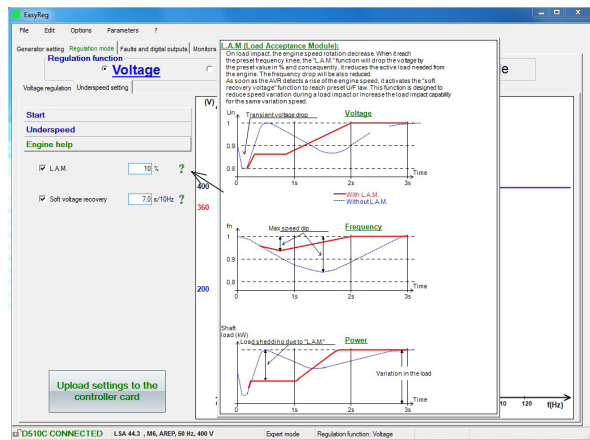 EasyReg
File Edit Options Parameters ?
Generator setting Regulation mode Faults and digital outputs Monitors
Regulation function
Voltage
e
Voltage regulation Underspeed setting
Start
Underspeed
Engine help
L.A.M. 10 % ?
Soft voltage recovery 7.0 s/10Hz ?
Upload settings to the
controller card
(V)
400
360
200
L.A.M (Load Acceptance Module):
On load impact, the engine speed rotation decrease. When it reach
the preset frequency knee, the "L.A.M." function will drop the voltage by
the preset value in % and concequently, it reduces the active load needed from
the engine. The frequency drop will be also reduced.
As soon as the AVR detects a rise of the engine speed, it activates the "soft
recovery voltage" function to reach preset U/F law. This function is designed to
reduce speed variation during a load impact or increase the load impact capability
for the same variation speed.
Un Transient voltage drop Voltage
1
0.9
0.8
Time
0 1s 2s 3s
With L.A.M.
Without L.A.M.
fn Max speed dip Frequency
1
0.9
0.8
Time
0 1s 2s 3s
Shaft
load (kW)
Load shedding due to "L.A.M." Power
Variation in the load
Time
0 1s 2s 3s
10 120 f(Hz)
D510C CONNECTED LSA 44.3 , M6, AREP, 50 Hz, 400 V Expert mode Regulation function: Voltage